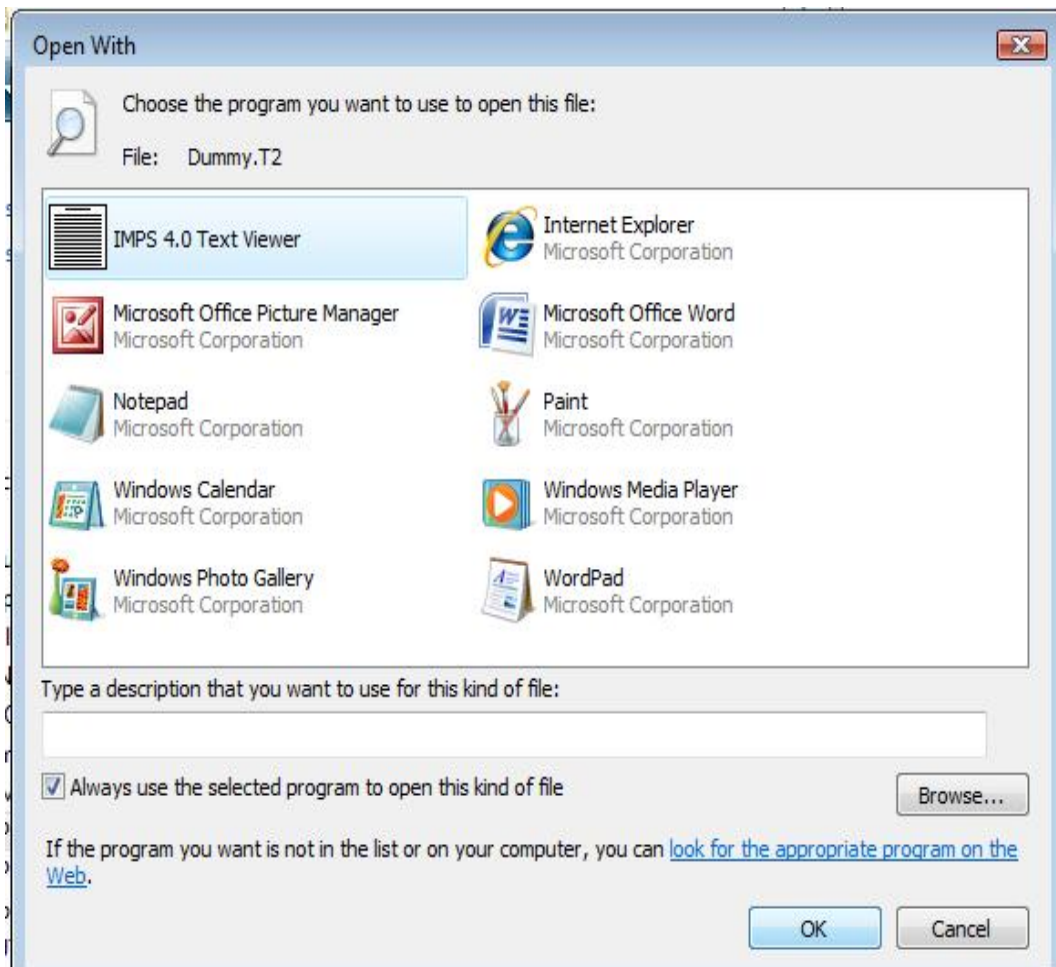 Open With
Choose the program you want to use to open this file:
File: Dummy.T2
IMPS 4.0 Text Viewer
Internet Explorer
Microsoft Corporation
Microsoft Office Picture Manager
Microsoft Corporation
Microsoft Office Word
Microsoft Corporation
Notepad
Microsoft Corporation
Paint
Microsoft Corporation
Windows Calendar
Microsoft Corporation
Windows Media Player
Microsoft Corporation
Windows Photo Gallery
Microsoft Corporation
WordPad
Microsoft Corporation
Type a description that you want to use for this kind of file:
Always use the selected program to open this kind of file
Browse...
If the program you want is not in the list or on your computer, you can look for the appropriate program on the
Web.
OK
Cancel